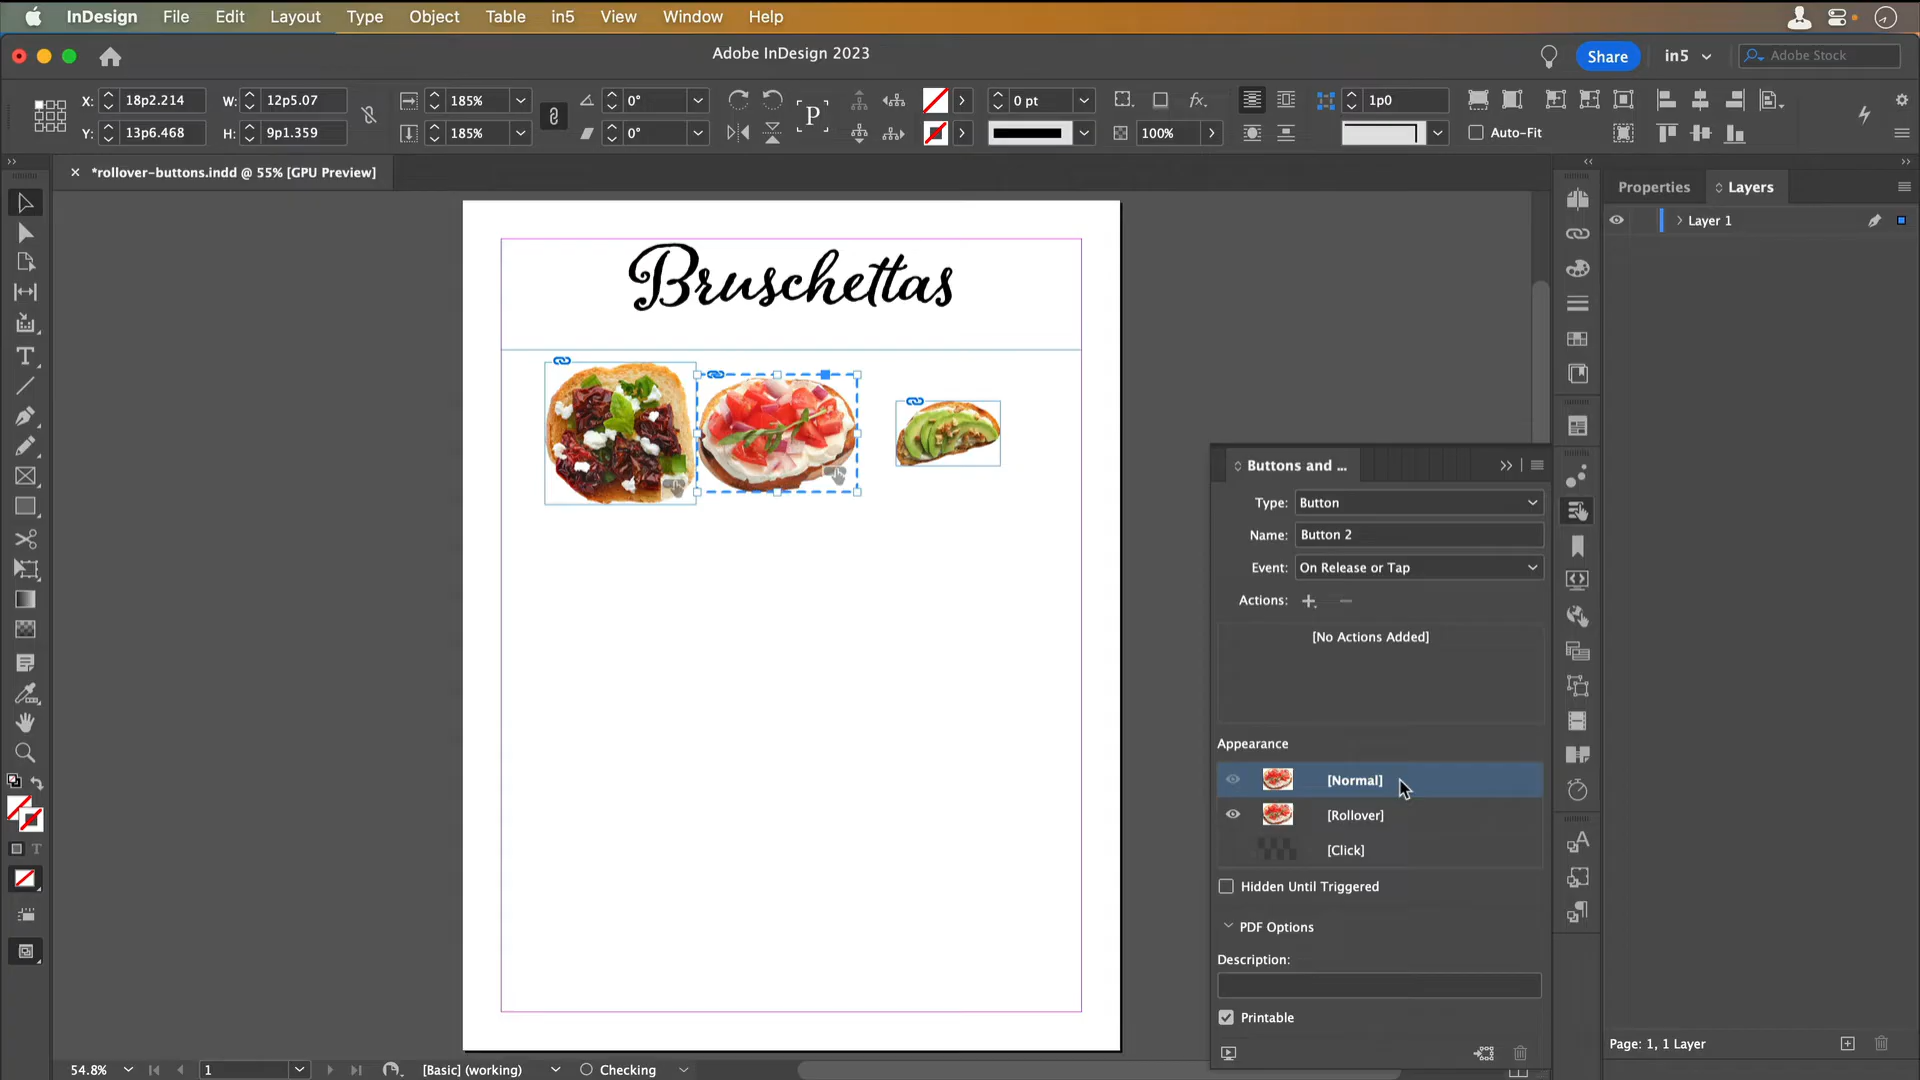 InDesign File Edit Layout Type Object Table in5 View Window Help
Adobe InDesign 2023
Share
in5
Adobe Stock
X: 18p2.214 W: 12p5.07 185% 0° 0 pt 1p0
Y: 13p6.468 H: 9p1.359 185% 0° 100% Auto-Fit
*rollover-buttons.indd @ 55% [GPU Preview]
Properties
Layers
Layer 1
Bruschettas
Buttons and ...
Type: Button
Name: Button 2
Event: On Release or Tap
Actions:
[No Actions Added]
Appearance
[Normal]
[Rollover]
[Click]
Hidden Until Triggered
PDF Options
Description:
Printable
Page: 1, 1 Layer
54.8% 1 [Basic] (working) Checking